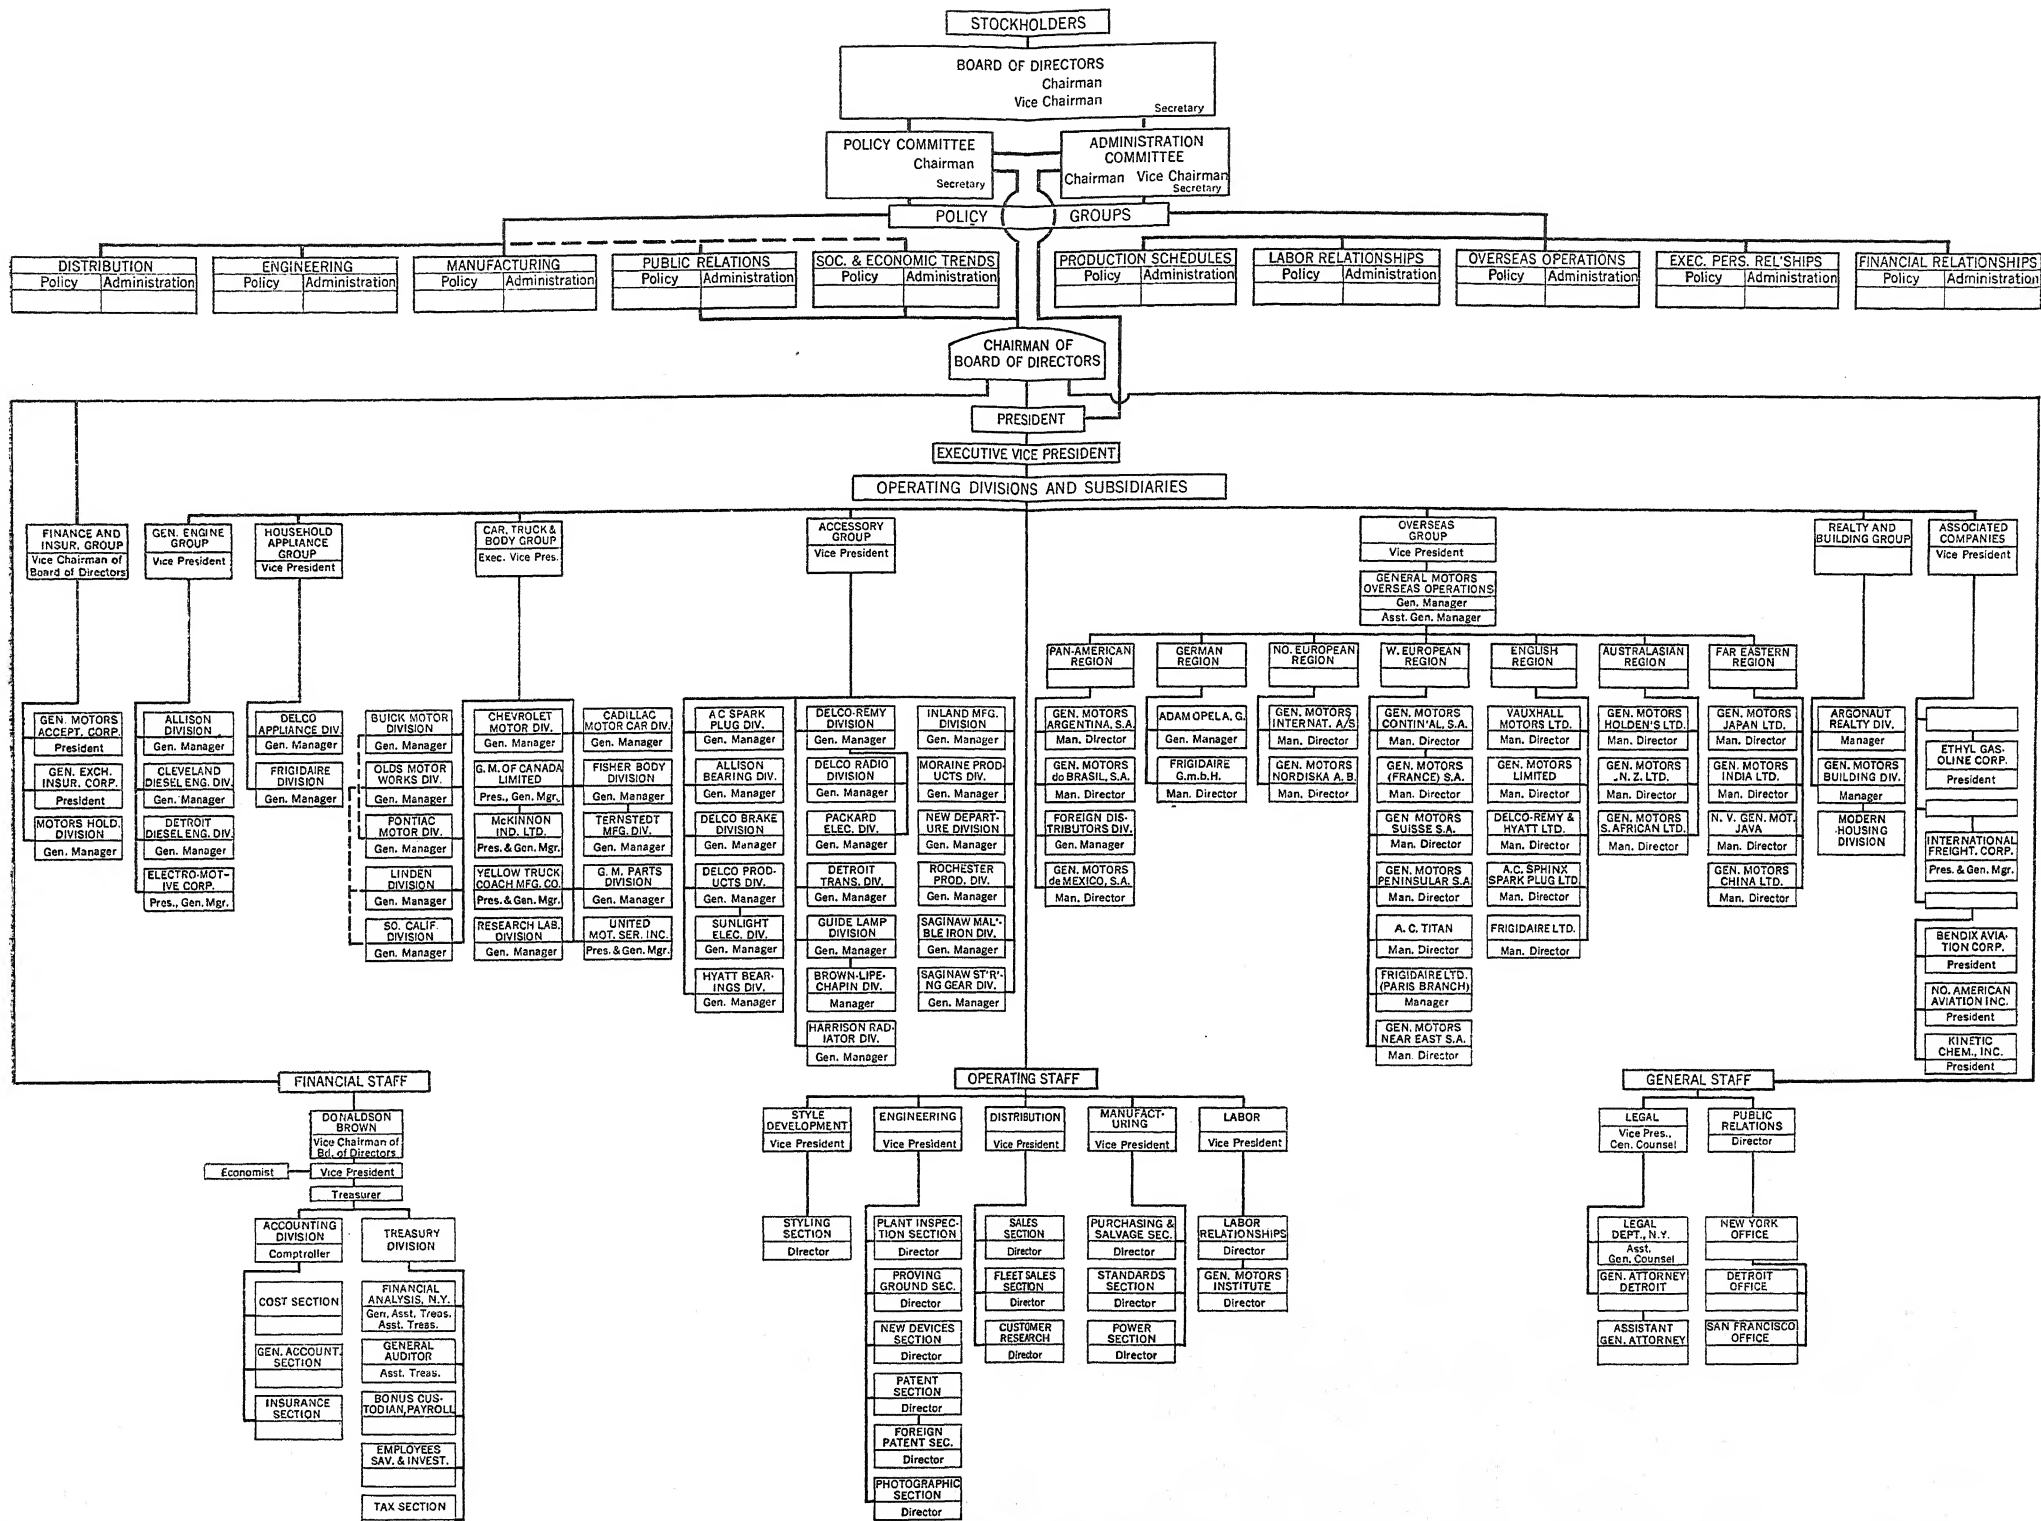 STOCKHOLDERS
BOARD OF DIRECTORS
Chairman
Vice Chairman
Secretary
POLICY COMMITTEE
Chairman
Secretary
ADMINISTRATION
COMMITTEE
Chairman Vice Chairman
Secretary
POLICY GROUPS
DISTRIBUTION
Policy Administration
ENGINEERING
Policy Administration
MANUFACTURING
Policy Administration
PUBLIC RELATIONS
Policy Administration
SOC. & ECONOMIC TRENDS
Policy Administration
PRODUCTION SCHEDULES
Policy Administration
LABOR RELATIONSHIPS
Policy Administration
OVERSEAS OPERATIONS
Policy Administration
EXEC. PERS. REL'SHIPS
Policy Administration
FINANCIAL RELATIONSHIPS
Policy Administration
CHAIRMAN OF
BOARD OF DIRECTORS
PRESIDENT
EXECUTIVE VICE PRESIDENT
OPERATING DIVISIONS AND SUBSIDIARIES
FINANCE AND
INSUR. GROUP
Vice Chairman of
Board of Directors
GEN. ENGINE
GROUP
Vice President
HOUSEHOLD
APPLIANCE
GROUP
Vice President
CAR, TRUCK &
BODY GROUP
Exec. Vice Pres.
ACCESSORY
GROUP
Vice President
OVERSEAS
GROUP
Vice President
GENERAL MOTORS
OVERSEAS OPERATIONS
Gen. Manager
Asst. Gen. Manager
REALTY AND
BUILDING GROUP
ASSOCIATED
COMPANIES
Vice President
PAN-AMERICAN
REGION
GERMAN
REGION
NO. EUROPEAN
REGION
W. EUROPEAN
REGION
ENGLISH
REGION
AUSTRALASIAN
REGION
FAR EASTERN
REGION
GEN. MOTORS
ACCEPT. CORP.
President
GEN. EXCH.
INSUR. CORP.
President
MOTORS HOLD.
DIVISION
Gen. Manager
ALLISON
DIVISION
Gen. Manager
CLEVELAND
DIESEL ENG. DIV.
Gen. Manager
DETROIT
DIESEL ENG. DIV.
Gen. Manager
ELECTRO-MOT-
IVE CORP.
Pres., Gen. Mgr.
DELCO
APPLIANCE DIV.
Gen. Manager
FRIGIDAIRE
DIVISION
Gen. Manager
BUICK MOTOR
DIVISION
Gen. Manager
OLDS MOTOR
WORKS DIV.
Gen. Manager
PONTIAC
MOTOR DIV.
Gen. Manager
LINDEN
DIVISION
Gen. Manager
SO. CALIF.
DIVISION
Gen. Manager
CHEVROLET
MOTOR DIV.
Gen. Manager
G. M. OF CANADA
LIMITED
Pres., Gen. Mgr.
McKINNON
IND. LTD.
Pres. & Gen. Mgr.
YELLOW TRUCK
COACH MFG. CO.
Pres. & Gen. Mgr.
RESEARCH LAB.
DIVISION
Gen. Manager
CADILLAC
MOTOR CAR DIV.
Gen. Manager
FISHER BODY
DIVISION
Gen. Manager
TERNSTEDT
MFG. DIV.
Gen. Manager
G. M. PARTS
DIVISION
Gen. Manager
UNITED
MOT. SER. INC.
Pres. & Gen. Mgr.
AC SPARK
PLUG DIV.
Gen. Manager
ALLISON
BEARING DIV.
Gen. Manager
DELCO BRAKE
DIVISION
Gen. Manager
DELCO PROD-
UCTS DIV.
Gen. Manager
SUNLIGHT
ELEC. DIV.
Gen. Manager
HYATT BEAR-
INGS DIV.
Gen. Manager
DELCO-REMY
DIVISION
Gen. Manager
DELCO RADIO
DIVISION
Gen. Manager
PACKARD
ELEC. DIV.
Gen. Manager
DETROIT
TRANS. DIV.
Gen. Manager
GUIDE LAMP
DIVISION
Gen. Manager
BROWN-LIPE-
CHAPIN DIV.
Manager
HARRISON RAD-
IATOR DIV.
Gen. Manager
INLAND MFG.
DIVISION
Gen. Manager
MORAINE PROD-
UCTS DIV.
Gen. Manager
NEW DEPART-
URE DIVISION
Gen. Manager
ROCHESTER
PROD. DIV.
Gen. Manager
SAGINAW MAL'-
BLE IRON DIV.
Gen. Manager
SAGINAW ST'R'-
NG GEAR DIV.
Gen. Manager
GEN. MOTORS
ARGENTINA, S.A.
Man. Director
GEN. MOTORS
do BRASIL, S.A.
Man. Director
FOREIGN DIS-
TRIBUTORS DIV.
Gen. Manager
GEN. MOTORS
de MEXICO, S.A.
Man. Director
ADAM OPEL A. G.
Gen. Manager
FRIGIDAIRE
G.m.b.H.
Man. Director
GEN. MOTORS
INTERNAT. A/S
Man. Director
GEN. MOTORS
NORDISKA A. B.
Man. Director
GEN. MOTORS
CONTIN'AL, S.A.
Man. Director
GEN. MOTORS
(FRANCE) S.A.
Man. Director
GEN MOTORS
SUISSE S.A.
Man. Director
GEN. MOTORS
PENINSULAR S.A
Man. Director
A. C. TITAN
Man. Director
FRIGIDAIRE LTD.
(PARIS BRANCH)
Manager
GEN. MOTORS
NEAR EAST S.A.
Man. Director
VAUXHALL
MOTORS LTD.
Man. Director
GEN. MOTORS
LIMITED
Man. Director
DELCO-REMY &
HYATT LTD.
Man. Director
A.C. SPHINX
SPARK PLUG LTD
Man. Director
FRIGIDAIRE LTD.
Man. Director
GEN. MOTORS
HOLDEN'S LTD.
Man. Director
GEN. MOTORS
N. Z. LTD.
Man. Director
GEN. MOTORS
S. AFRICAN LTD.
Man. Director
GEN. MOTORS
JAPAN LTD.
Man. Director
GEN. MOTORS
INDIA LTD.
Man. Director
N. V. GEN. MOT.
JAVA
Man. Director
GEN. MOTORS
CHINA LTD.
Man. Director
ARGONAUT
REALTY DIV.
Manager
GEN. MOTORS
BUILDING DIV.
Manager
MODERN
HOUSING
DIVISION
ETHYL GAS-
OLINE CORP.
President
INTERNATIONAL
FREIGHT. CORP.
Pres. & Gen. Mgr.
BENDIX AVIA-
TION CORP.
President
NO. AMERICAN
AVIATION INC.
President
KINETIC
CHEM., INC.
President
FINANCIAL STAFF
DONALDSON
BROWN
Vice Chairman of
Bd. of Directors
Economist
Vice President
Treasurer
ACCOUNTING
DIVISION
Comptroller
COST SECTION
GEN. ACCOUNT.
SECTION
INSURANCE
SECTION
TREASURY
DIVISION
FINANCIAL
ANALYSIS, N.Y.
Gen. Asst. Treas.
Asst. Treas.
GENERAL
AUDITOR
Asst. Treas.
BONUS CUS-
TODIAN, PAYROLL
EMPLOYEES
SAV. & INVEST.
TAX SECTION
OPERATING STAFF
STYLE
DEVELOPMENT
Vice President
STYLING
SECTION
Director
ENGINEERING
Vice President
PLANT INSPEC-
TION SECTION
Director
PROVING
GROUND SEC.
Director
NEW DEVICES
SECTION
Director
PATENT
SECTION
Director
FOREIGN
PATENT SEC.
Director
PHOTOGRAPHIC
SECTION
Director
DISTRIBUTION
Vice President
SALES
SECTION
Director
FLEET SALES
SECTION
Director
CUSTOMER
RESEARCH
Director
MANUFACT-
URING
Vice President
PURCHASING &
SALVAGE SEC.
Director
STANDARDS
SECTION
Director
POWER
SECTION
Director
LABOR
Vice President
LABOR
RELATIONSHIPS
Director
GEN. MOTORS
INSTITUTE
Director
GENERAL STAFF
LEGAL
Vice Pres.,
Gen. Counsel
LEGAL
DEPT., N.Y.
Asst.
Gen. Counsel
GEN. ATTORNEY
DETROIT
ASSISTANT
GEN. ATTORNEY
PUBLIC
RELATIONS
Director
NEW YORK
OFFICE
DETROIT
OFFICE
SAN FRANCISCO
OFFICE